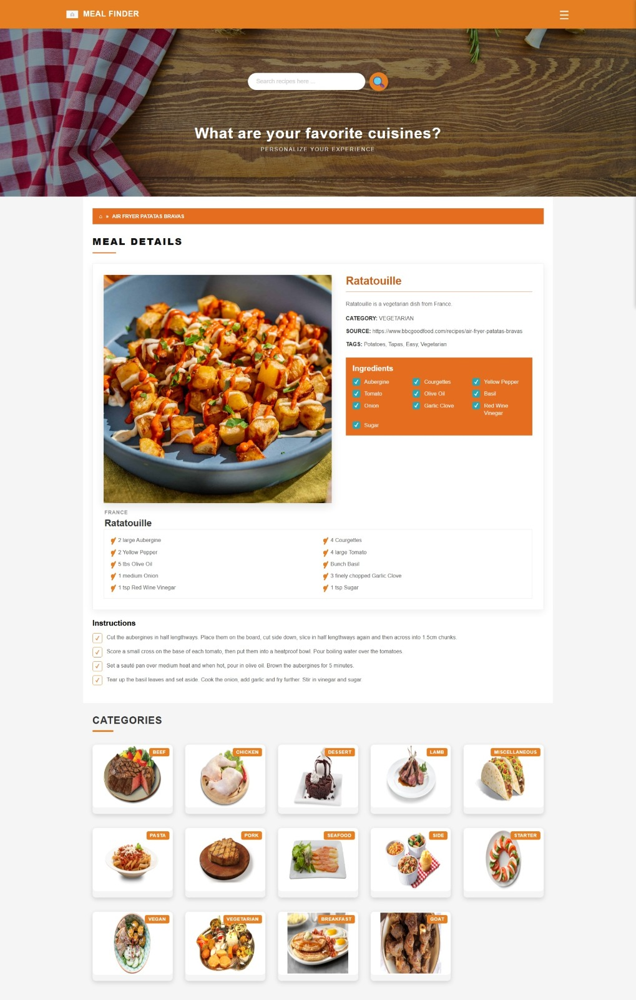 MEAL FINDER
Search recipes here ...
What are your favorite cuisines?
PERSONALIZE YOUR EXPERIENCE
» AIR FRYER PATATAS BRAVAS
MEAL DETAILS
Ratatouille
Ratatouille is a vegetarian dish from France.
CATEGORY: VEGETARIAN
SOURCE: https://www.bbcgoodfood.com/recipes/air-fryer-patatas-bravas
TAGS: Potatoes, Tapas, Easy, Vegetarian
Ingredients
Aubergine Courgettes Yellow Pepper
Tomato Olive Oil Basil
Onion Garlic Clove Red Wine
Vinegar
Sugar
FRANCE
Ratatouille
2 large Aubergine 4 Courgettes
2 Yellow Pepper 4 large Tomato
5 tbs Olive Oil Bunch Basil
1 medium Onion 3 finely chopped Garlic Clove
1 tsp Red Wine Vinegar 1 tsp Sugar
Instructions
Cut the aubergines in half lengthways. Place them on the board, cut side down, slice in half lengthways again and then across into 1.5cm chunks.
Score a small cross on the base of each tomato, then put them into a heatproof bowl. Pour boiling water over the tomatoes
Set a sauté pan over medium heat and when hot, pour in olive oil. Brown the aubergines for 5 minutes.
Tear up the basil leaves and set aside. Cook the onion, add garlic and fry further. Stir in vinegar and sugar.
CATEGORIES
BEEF CHICKEN DESSERT LAMB MISCELLANEOUS
PASTA PORK SEAFOOD SIDE STARTER
VEGAN VEGETARIAN BREAKFAST GOAT